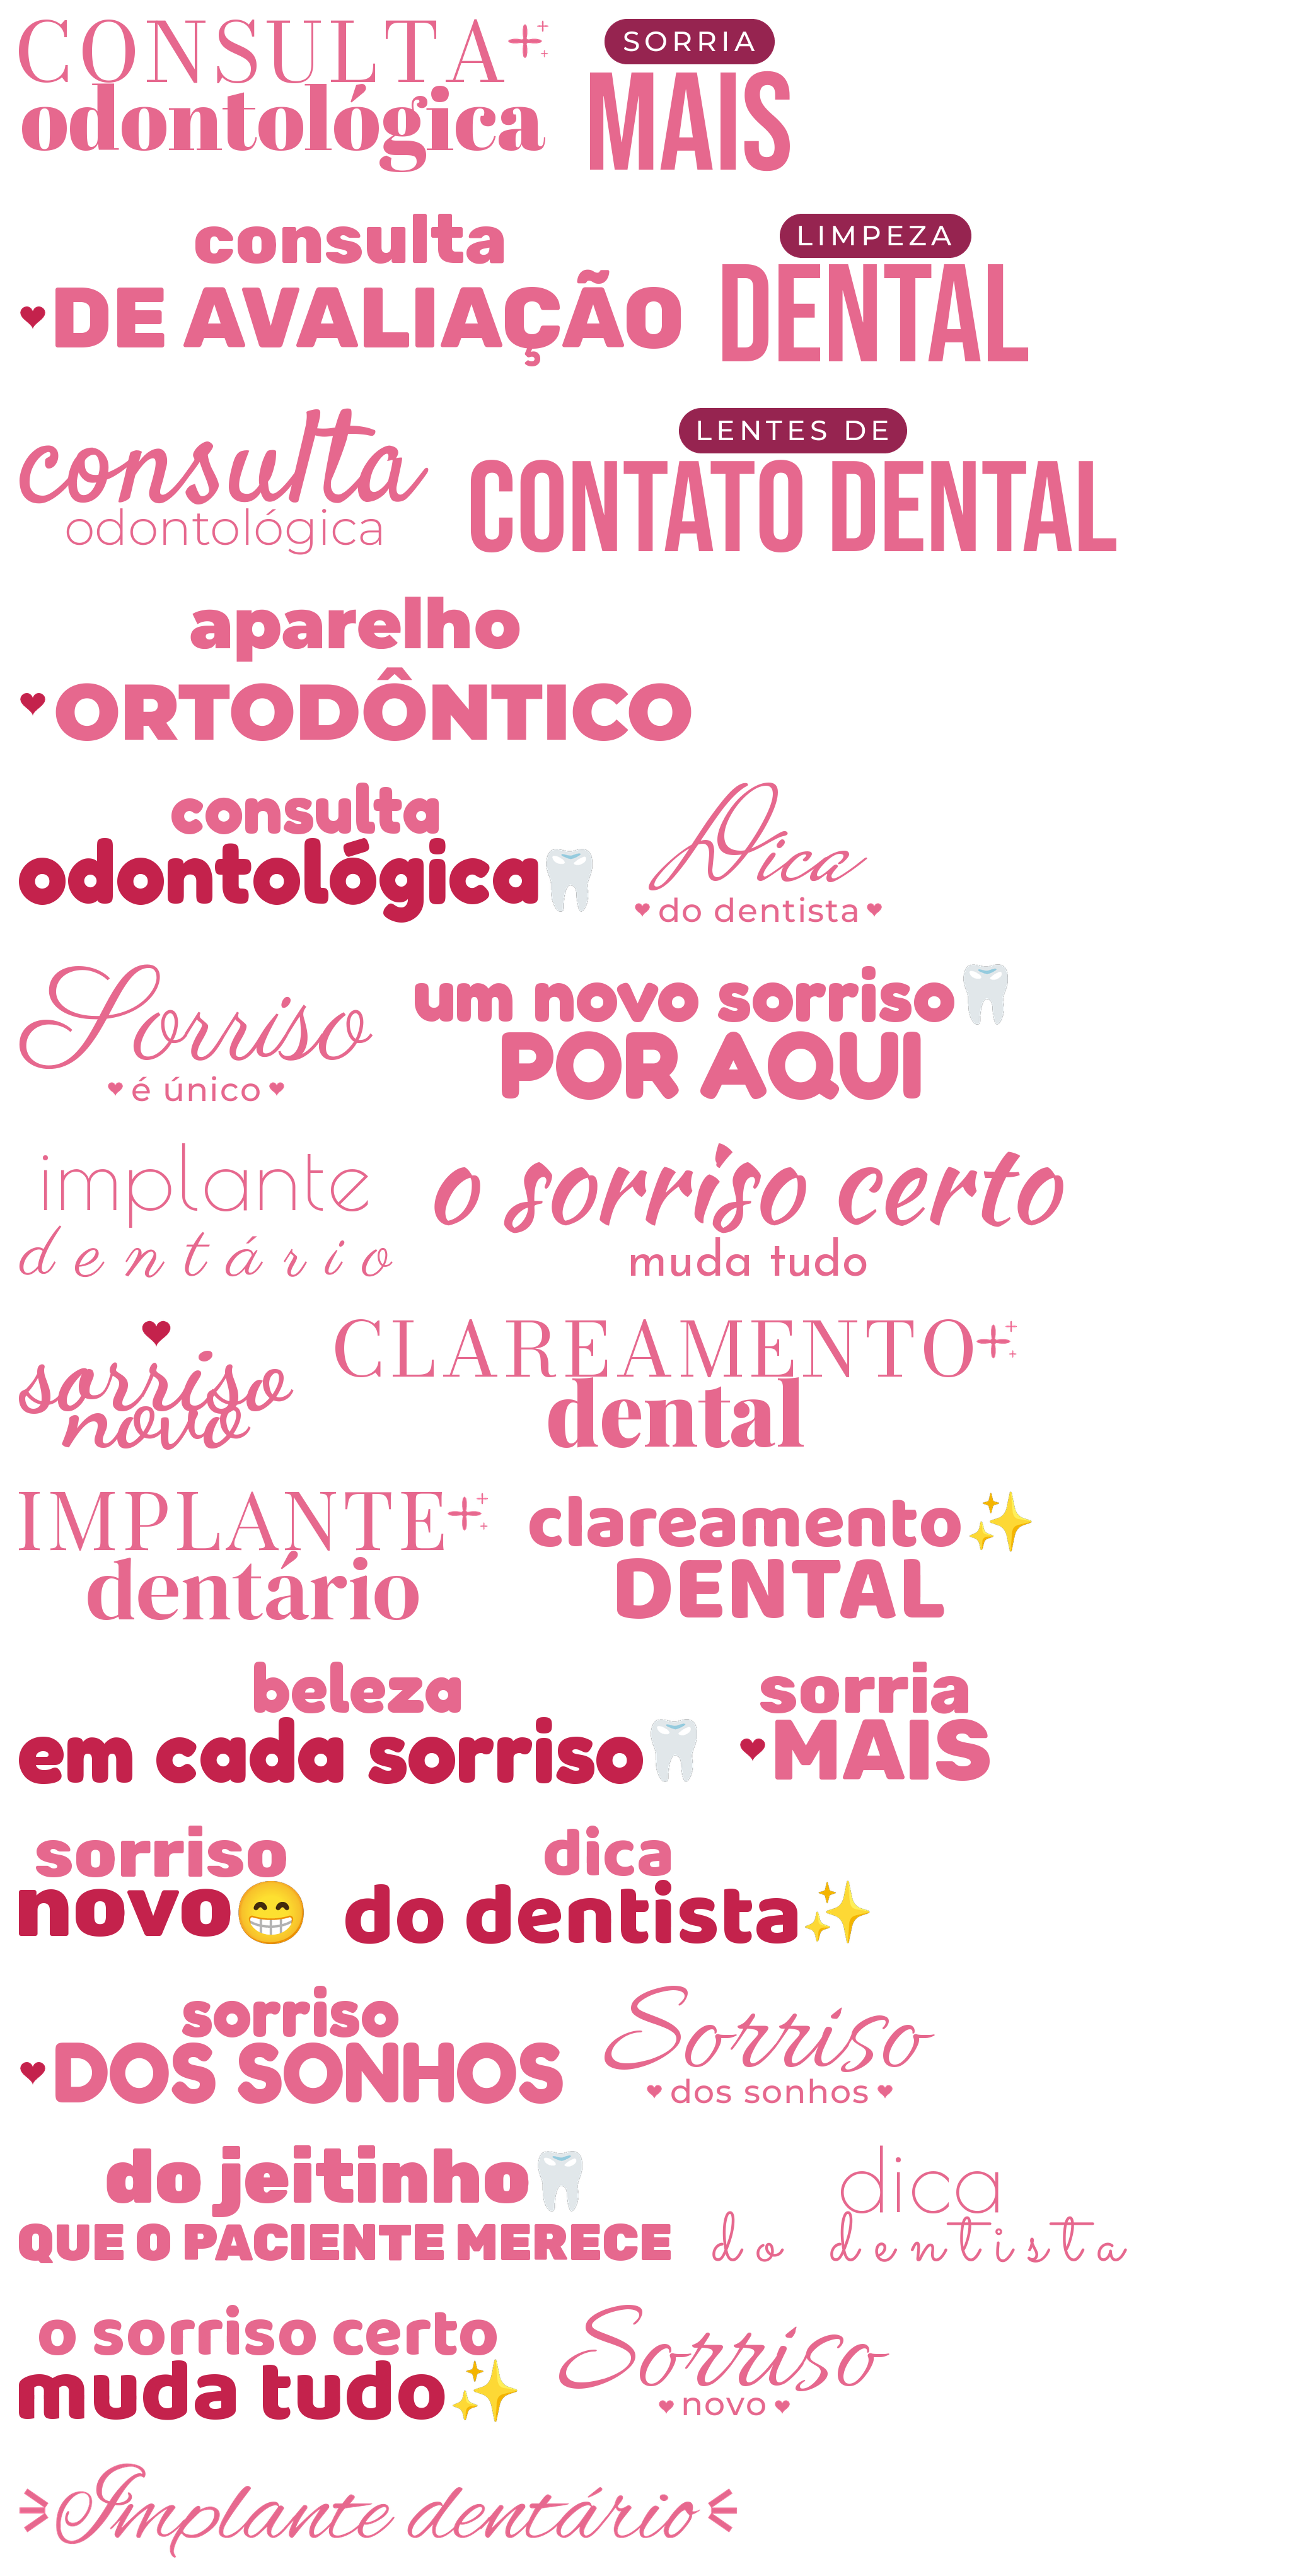 CONSULTA
odontológica
SORRIA
MAIS
consulta
DE AVALIAÇÃO
LIMPEZA
DENTAL
consulta
odontológica
LENTES DE
CONTATO DENTAL
aparelho
ORTODÔNTICO
consulta
odontológica
Dica
do dentista
Sorriso
é único
um novo sorriso
POR AQUI
implante
dentário
o sorriso certo
muda tudo
sorriso
novo
CLAREAMENTO
dental
IMPLANTE
dentário
clareamento
DENTAL
beleza
em cada sorriso
sorria
MAIS
sorriso
novo
dica
do dentista
sorriso
DOS SONHOS
Sorriso
dos sonhos
do jeitinho
QUE O PACIENTE MERECE
dica
do dentista
o sorriso certo
muda tudo
Sorriso
novo
Implante dentário